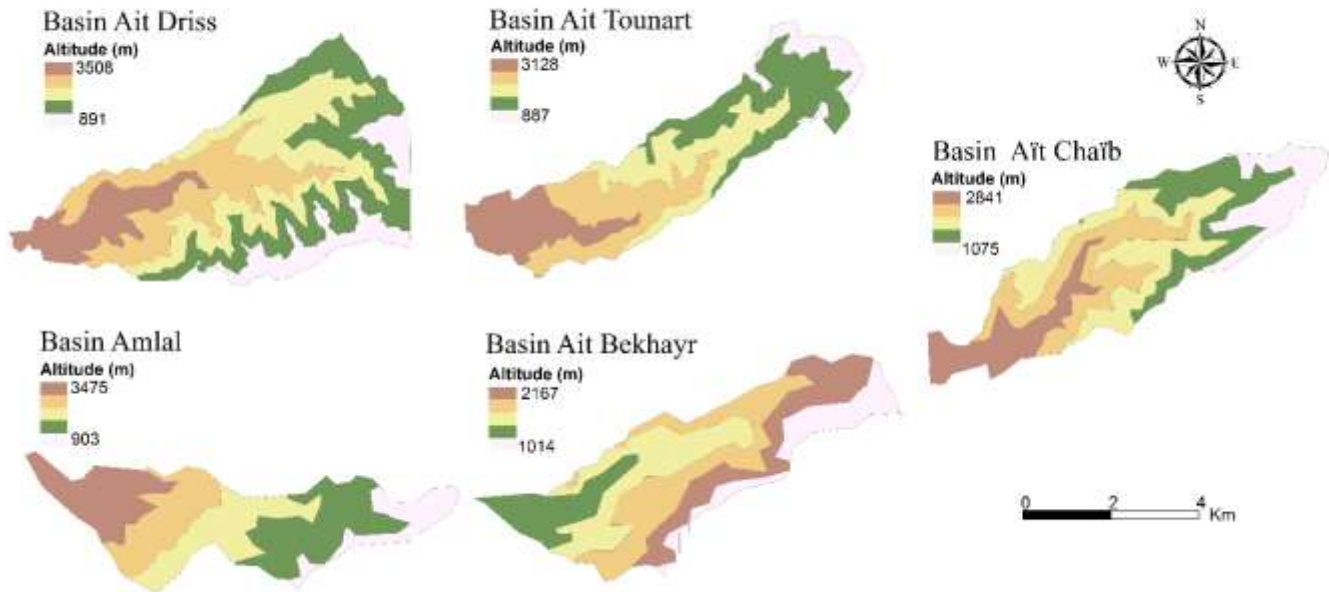 Basin Ait Driss
Altitude (m)
3508
891
Basin Ait Tounart
Altitude (m)
3128
887
N
W
E
S
Basin Aït Chaïb
Altitude (m)
2841
1075
Basin Amlal
Altitude (m)
3475
903
Basin Ait Bekhayr
Altitude (m)
2167
1014
0 2 4
Km